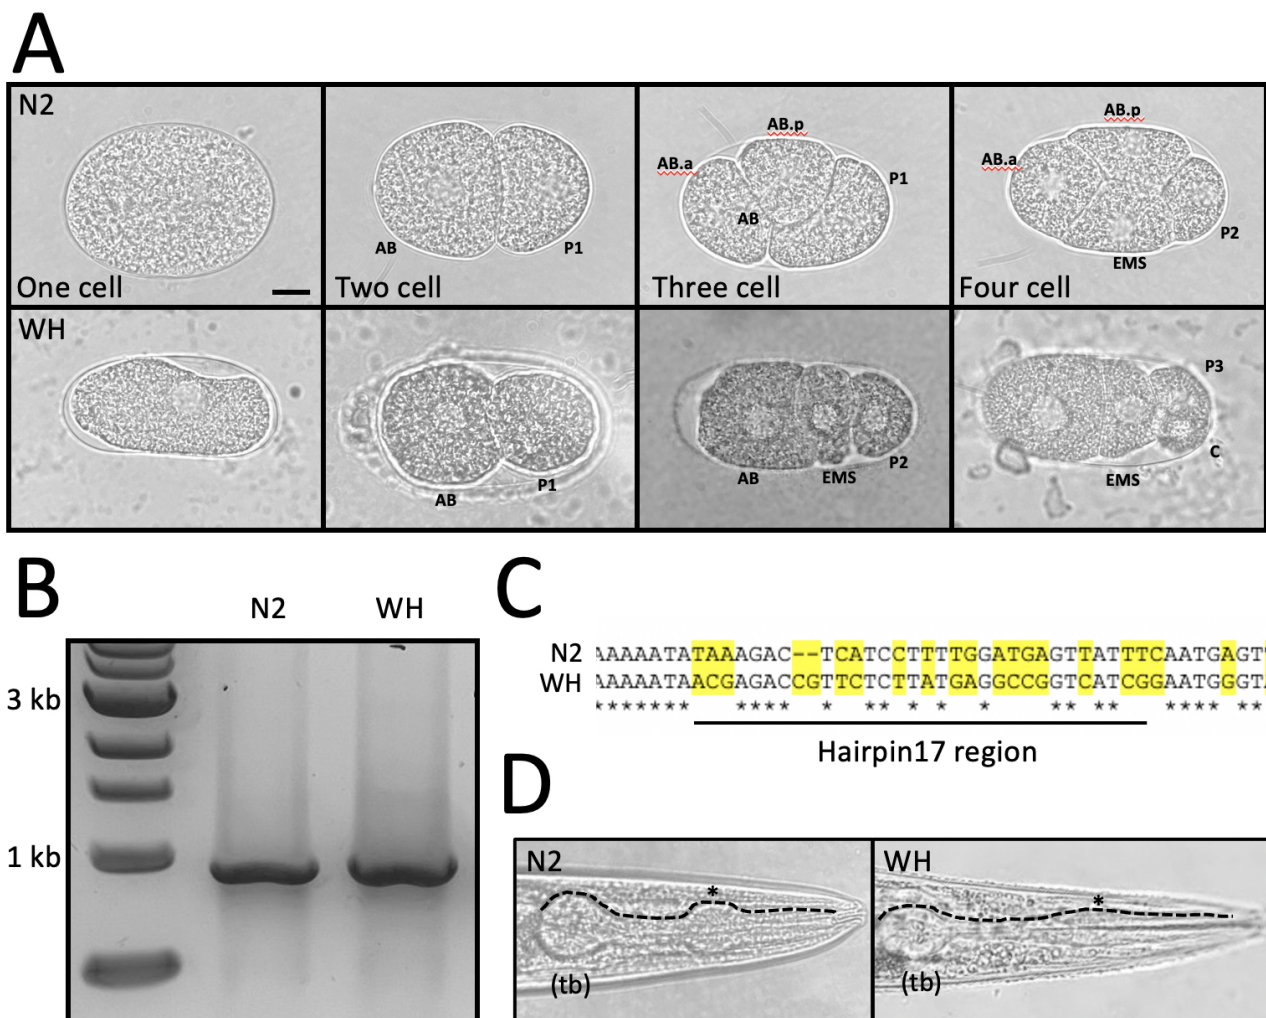 A
N2
AB
P1
One cell
Two cell
AB.a
AB.p
AB
P1
Three cell
AB.a
AB.p
P2
EMS
Four cell
WH
AB
P1
AB
EMS
P2
P3
C
EMS
B
N2 WH
3 kb
1 kb
C
N2 AAAAATATAAAGAC--TCATCCTTTTGGATGAGTTATTTCAATGAGT
WH AAAAATAACGAGACCGTTCTCTTATGAGGCCGGTCATCGGAATGGGT
******* **** * ** * * * ** ** **** **
Hairpin17 region
D
N2
*
(tb)
WH
*
(tb)